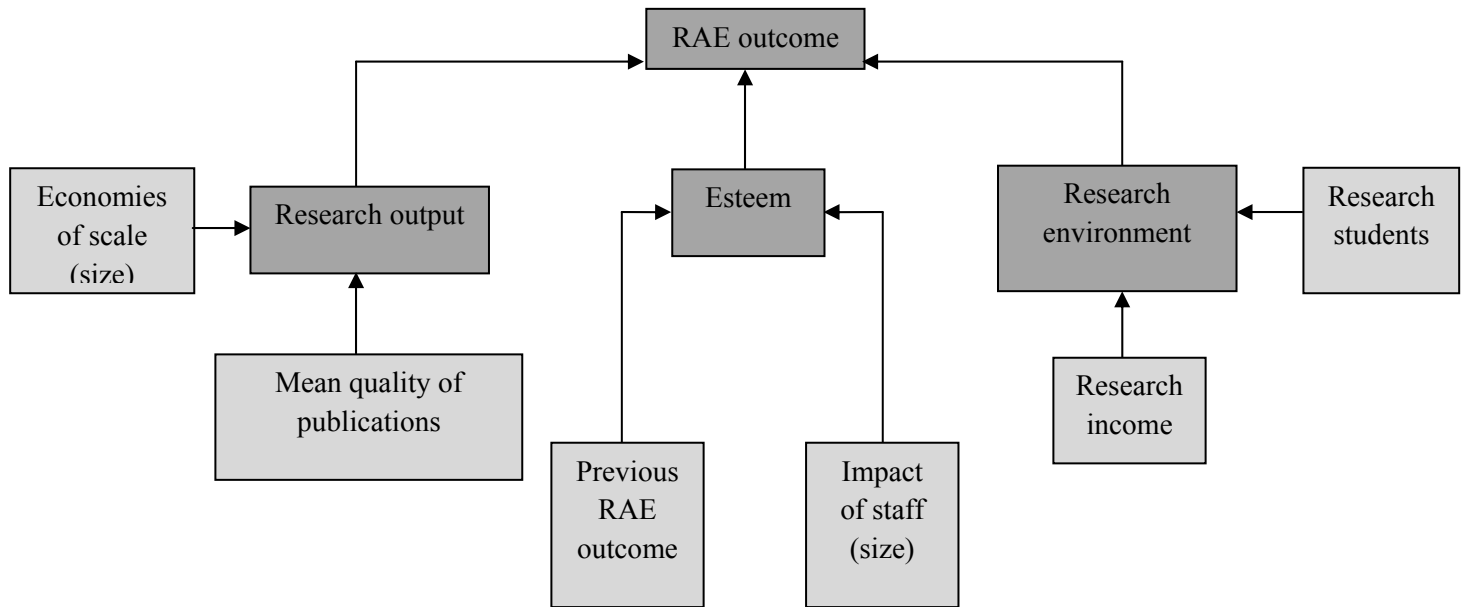 RAE outcome
Economies
of scale
(size)
Research output
Esteem
Research
environment
Research
students
Mean quality of
publications
Research
income
Previous
RAE
outcome
Impact
of staff
(size)